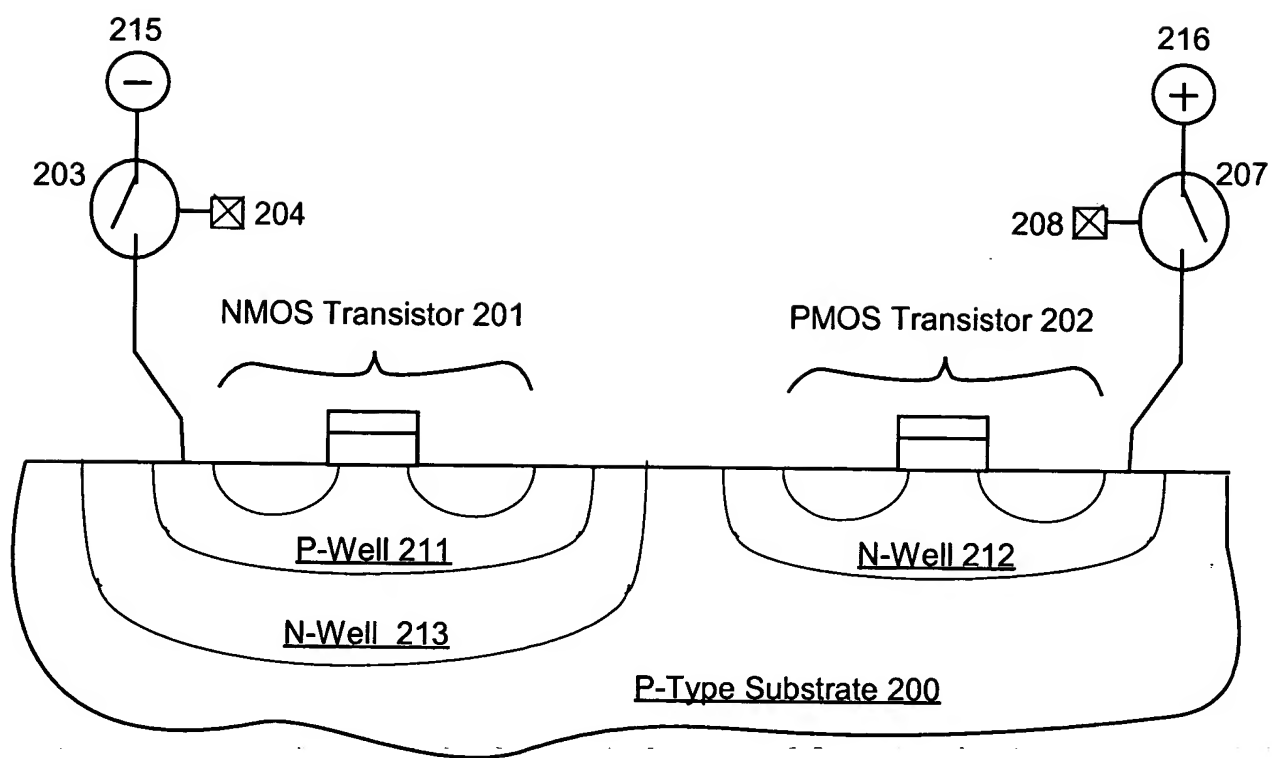 215
216
−
+
203
204
207
208
NMOS Transistor 201
PMOS Transistor 202
P-Well 211
N-Well 212
N-Well 213
P-Type Substrate 200